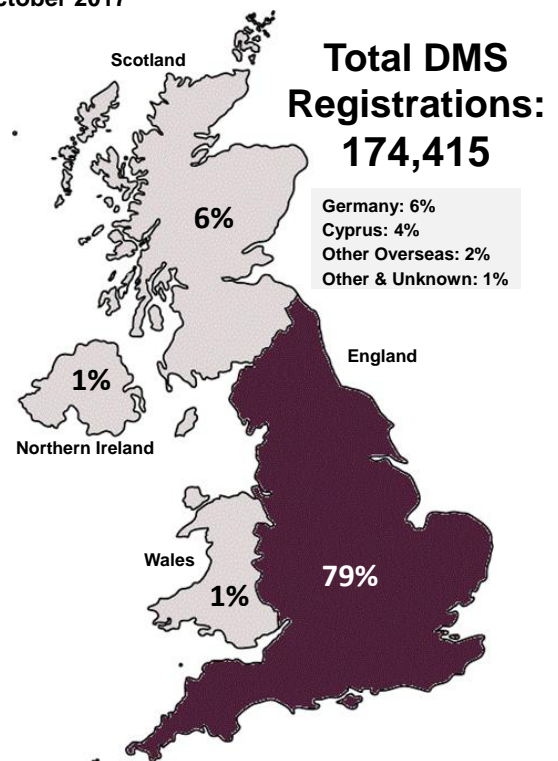 2017
Scotland
Total DMS
Registrations:
174,415
Germany: 6%
Cyprus: 4%
Other Overseas: 2%
Other & Unknown: 1%
6%
England
1%
Northern Ireland
Wales
1%
79%